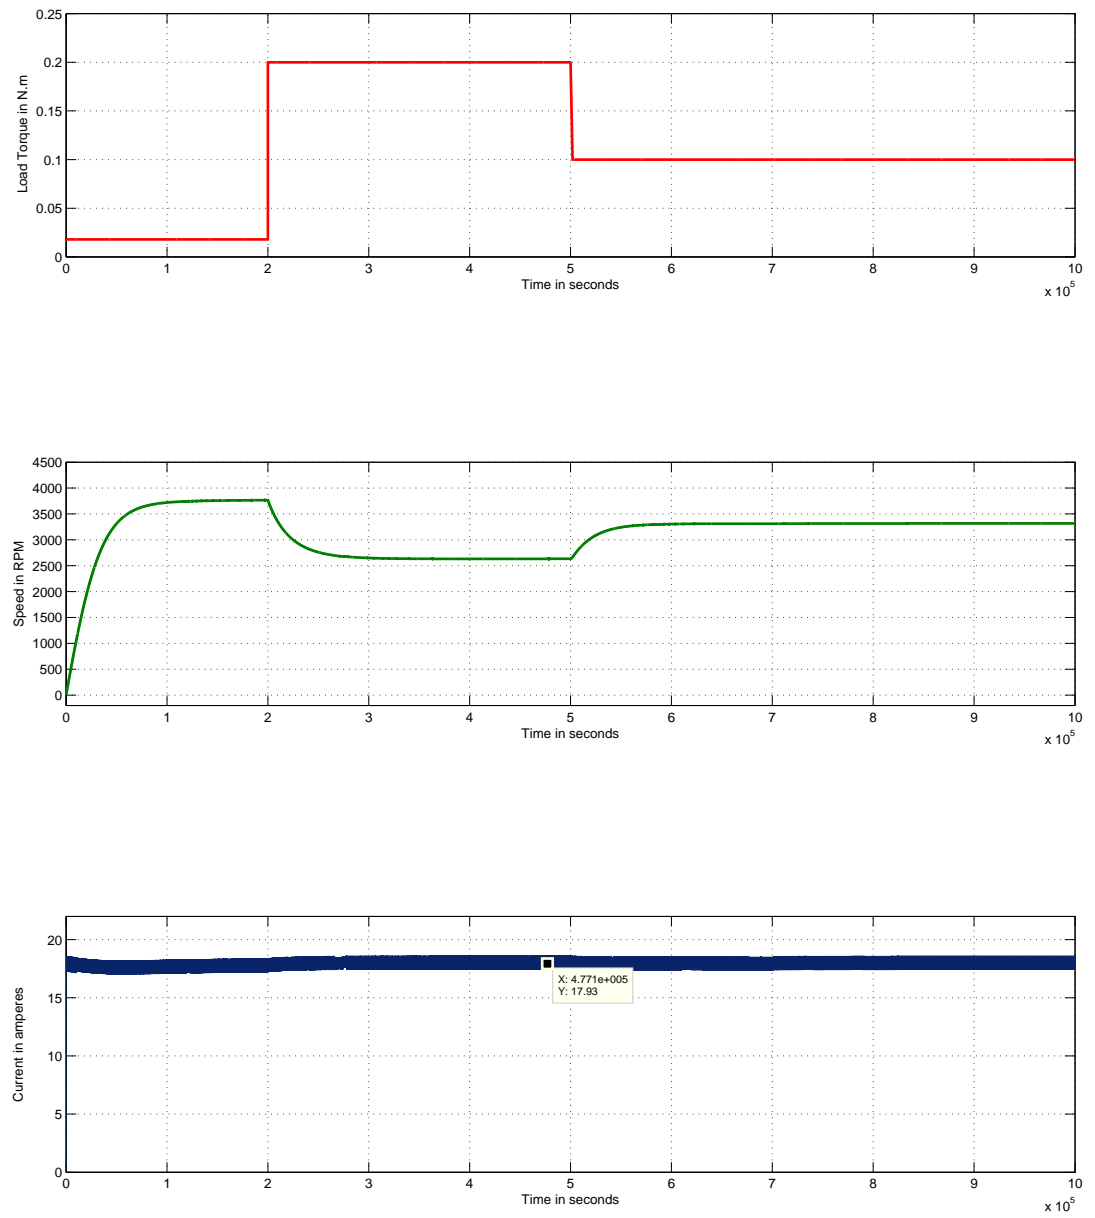 0.25
0.2
0.15
0.1
0.05
0
Load Torque in N.m
0 1 2 3 4 5 6 7 8 9 10
Time in seconds
x 10^5
4500
4000
3500
3000
2500
2000
1500
1000
500
0
Speed in RPM
0 1 2 3 4 5 6 7 8 9 10
Time in seconds
x 10^5
20
15
10
5
0
Current in amperes
X: 4.771e+005
Y: 17.93
0 1 2 3 4 5 6 7 8 9 10
Time in seconds
x 10^5